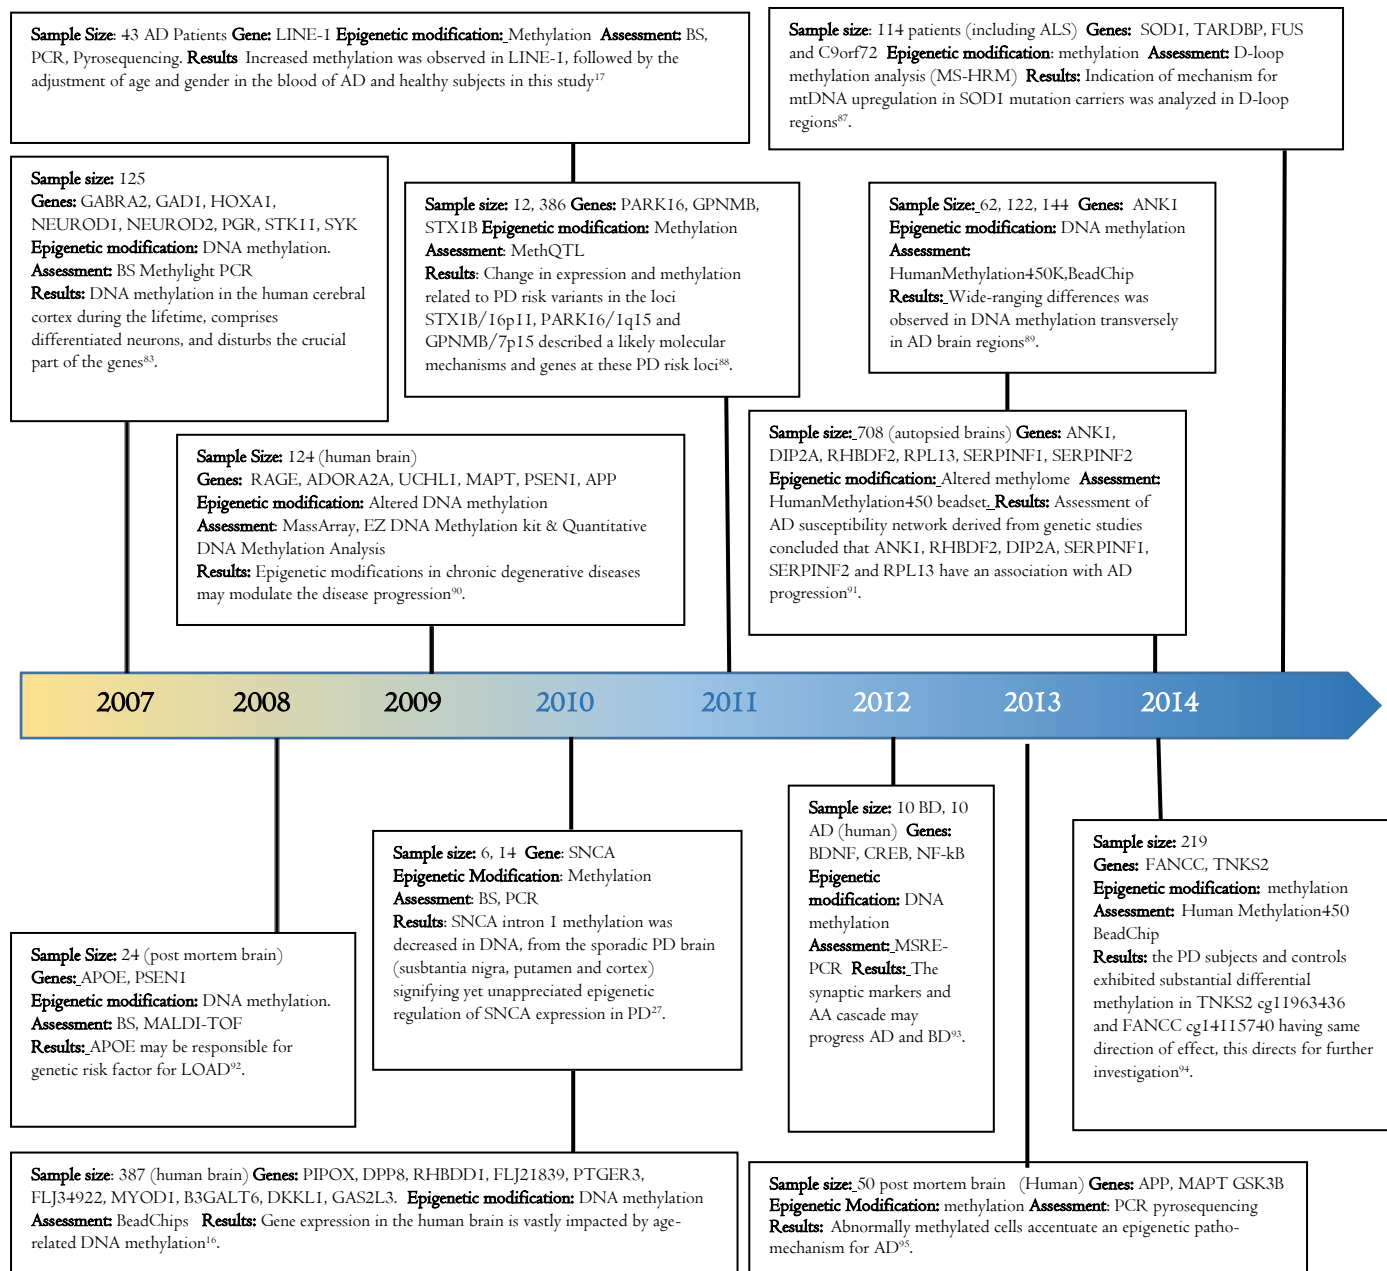 Sample Size: 43 AD Patients Gene: LINE-1 Epigenetic modification: Methylation Assessment: BS,
PCR, Pyrosequencing. Results Increased methylation was observed in LINE-1, followed by the
adjustment of age and gender in the blood of AD and healthy subjects in this study17
Sample size: 114 patients (including ALS) Genes: SOD1, TARDBP, FUS
and C9orf72 Epigenetic modification: methylation Assessment: D-loop
methylation analysis (MS-HRM) Results: Indication of mechanism for
mtDNA upregulation in SOD1 mutation carriers was analyzed in D-loop
regions87.
Sample size: 125
Genes: GABRA2, GAD1, HOXA1,
NEUROD1, NEUROD2, PGR, STK11, SYK
Epigenetic modification: DNA methylation.
Assessment: BS Methylight PCR
Results: DNA methylation in the human cerebral
cortex during the lifetime, comprises
differentiated neurons, and disturbs the crucial
part of the genes83.
Sample size: 12, 386 Genes: PARK16, GPNMB,
STX1B Epigenetic modification: Methylation
Assessment: MethQTL
Results: Change in expression and methylation
related to PD risk variants in the loci
STX1B/16p11, PARK16/1q15 and
GPNMB/7p15 described a likely molecular
mechanisms and genes at these PD risk loci88.
Sample Size: 62, 122, 144 Genes: ANK1
Epigenetic modification: DNA methylation
Assessment:
HumanMethylation450K,BeadChip
Results: Wide-ranging differences was
observed in DNA methylation transversely
in AD brain regions89.
Sample Size: 124 (human brain)
Genes: RAGE, ADORA2A, UCHL1, MAPT, PSEN1, APP
Epigenetic modification: Altered DNA methylation
Assessment: MassArray, EZ DNA Methylation kit & Quantitative
DNA Methylation Analysis
Results: Epigenetic modifications in chronic degenerative diseases
may modulate the disease progression90.
Sample size: 708 (autopsied brains) Genes: ANK1,
DIP2A, RHBDF2, RPL13, SERPINF1, SERPINF2
Epigenetic modification: Altered methylome Assessment:
HumanMethylation450 beadset. Results: Assessment of
AD susceptibility network derived from genetic studies
concluded that ANK1, RHBDF2, DIP2A, SERPINF1,
SERPINF2 and RPL13 have an association with AD
progression91.
2007 2008 2009 2010 2011 2012 2013 2014
Sample Size: 24 (post mortem brain)
Genes: APOE, PSEN1
Epigenetic modification: DNA methylation.
Assessment: BS, MALDI-TOF
Results: APOE may be responsible for
genetic risk factor for LOAD92.
Sample size: 6, 14 Gene: SNCA
Epigenetic Modification: Methylation
Assessment: BS, PCR
Results: SNCA intron 1 methylation was
decreased in DNA, from the sporadic PD brain
(susbtantia nigra, putamen and cortex)
signifying yet unappreciated epigenetic
regulation of SNCA expression in PD27.
Sample size: 10 BD, 10
AD (human) Genes:
BDNF, CREB, NF-kB
Epigenetic
modification: DNA
methylation
Assessment: MSRE-
PCR Results: The
synaptic markers and
AA cascade may
progress AD and BD93.
Sample size: 219
Genes: FANCC, TNKS2
Epigenetic modification: methylation
Assessment: Human Methylation450
BeadChip
Results: the PD subjects and controls
exhibited substantial differential
methylation in TNKS2 cg11963436
and FANCC cg14115740 having same
direction of effect, this directs for further
investigation94.
Sample size: 387 (human brain) Genes: PIPOX, DPP8, RHBDD1, FLJ21839, PTGER3,
FLJ34922, MYOD1, B3GALT6, DKKL1, GAS2L3. Epigenetic modification: DNA methylation
Assessment: BeadChips Results: Gene expression in the human brain is vastly impacted by age-
related DNA methylation16.
Sample size: 50 post mortem brain (Human) Genes: APP, MAPT GSK3B
Epigenetic Modification: methylation Assessment: PCR pyrosequencing
Results: Abnormally methylated cells accentuate an epigenetic patho-
mechanism for AD95.